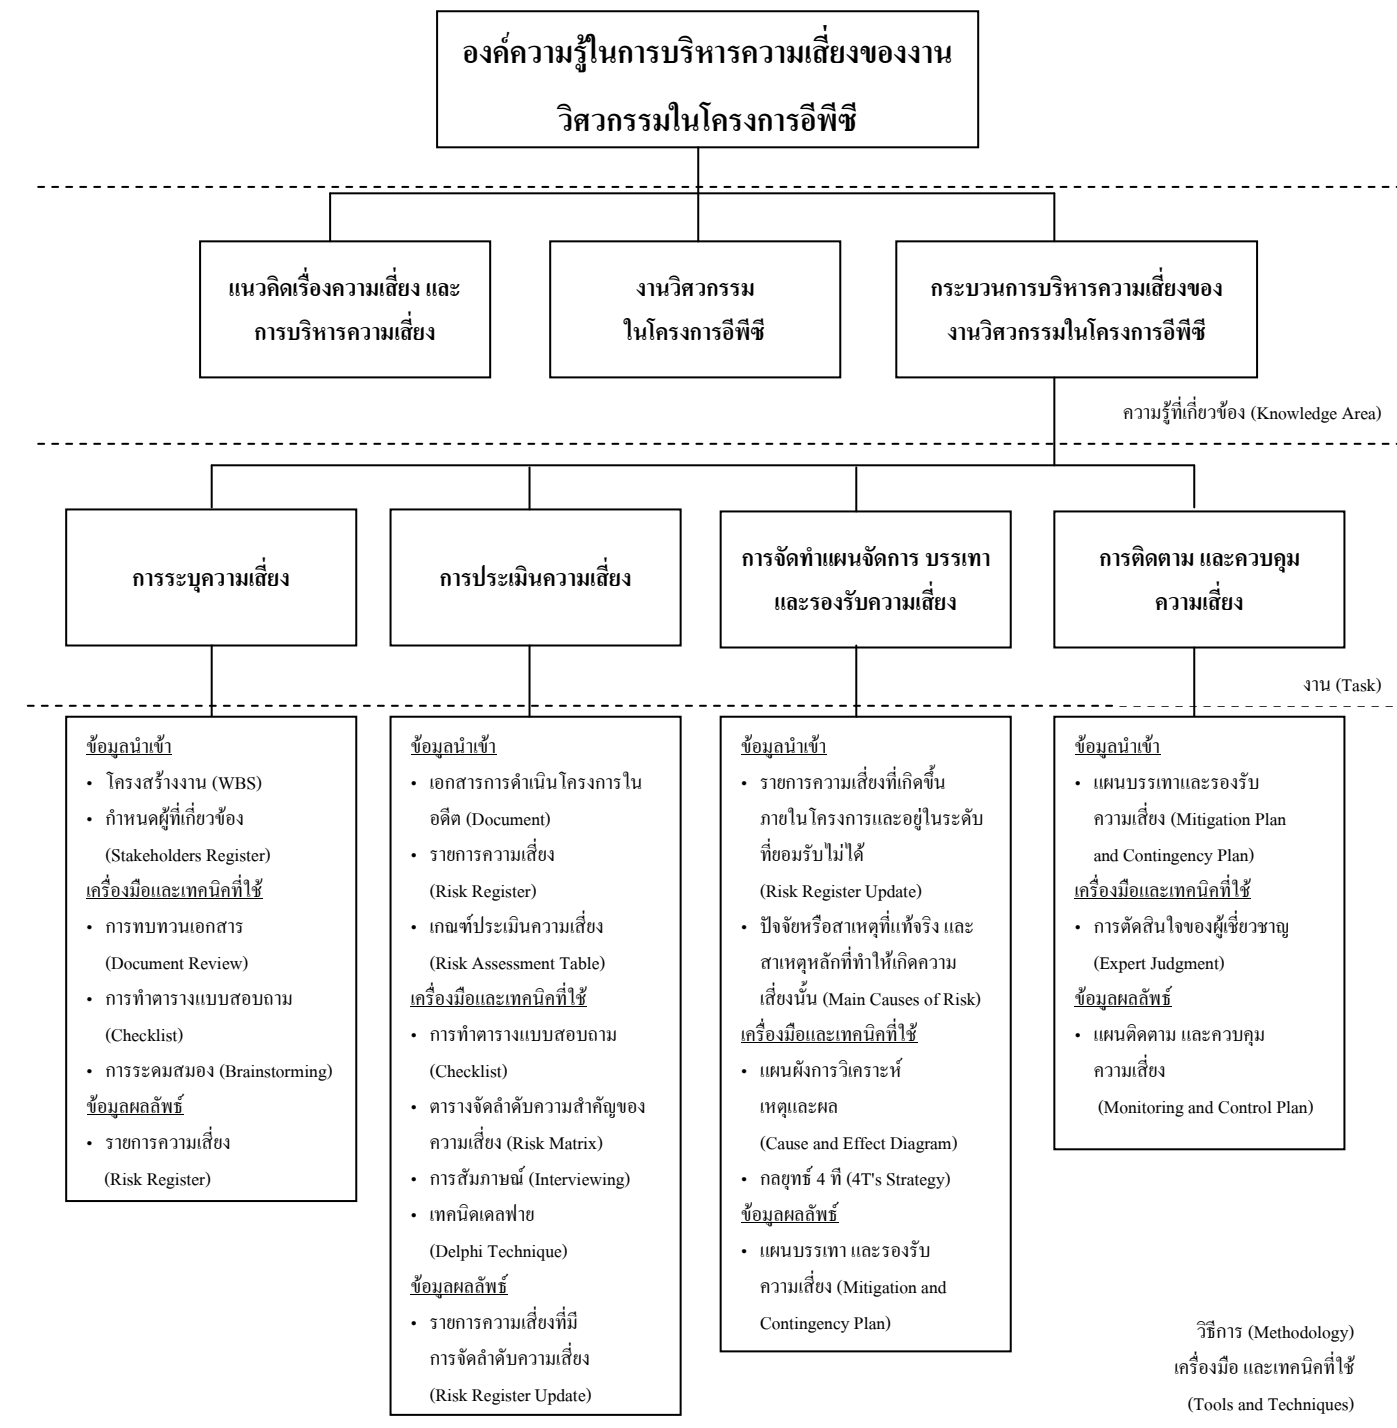 องค์ความรู้ในการบริหารความเสี่ยงของงาน
วิศวกรรมในโครงการอีพีซี
แนวคิดเรื่องความเสี่ยง และ
การบริหารความเสี่ยง
งานวิศวกรรม
ในโครงการอีพีซี
กระบวนการบริหารความเสี่ยงของ
งานวิศวกรรมในโครงการอีพีซี
ความรู้ที่เกี่ยวข้อง (Knowledge Area)
การระบุความเสี่ยง
การประเมินความเสี่ยง
การจัดทำแผนจัดการ บรรเทา
และรองรับความเสี่ยง
การติดตาม และควบคุม
ความเสี่ยง
งาน (Task)
ข้อมูลนำเข้า
• โครงสร้างงาน (WBS)
• กำหนดผู้ที่เกี่ยวข้อง
(Stakeholders Register)
เครื่องมือและเทคนิคที่ใช้
• การทบทวนเอกสาร
(Document Review)
• การทำตารางแบบสอบถาม
(Checklist)
• การระดมสมอง (Brainstorming)
ข้อมูลผลลัพธ์
• รายการความเสี่ยง
(Risk Register)
ข้อมูลนำเข้า
• เอกสารการดำเนินโครงการใน
อดีต (Document)
• รายการความเสี่ยง
(Risk Register)
• เกณฑ์ประเมินความเสี่ยง
(Risk Assessment Table)
เครื่องมือและเทคนิคที่ใช้
• การทำตารางแบบสอบถาม
(Checklist)
• ตารางจัดลำดับความสำคัญของ
ความเสี่ยง (Risk Matrix)
• การสัมภาษณ์ (Interviewing)
• เทคนิดเดลฟาย
(Delphi Technique)
ข้อมูลผลลัพธ์
• รายการความเสี่ยงที่มี
การจัดลำดับความเสี่ยง
(Risk Register Update)
ข้อมูลนำเข้า
• รายการความเสี่ยงที่เกิดขึ้น
ภายในโครงการและอยู่ในระดับ
ที่ยอมรับไม่ได้
(Risk Register Update)
• ปัจจัยหรือสาเหตุที่แท้จริง และ
สาเหตุหลักที่ทำให้เกิดความ
เสี่ยงนั้น (Main Causes of Risk)
เครื่องมือและเทคนิคที่ใช้
• แผนผังการวิเคราะห์
เหตุและผล
(Cause and Effect Diagram)
• กลยุทธ์ 4 ที (4T's Strategy)
ข้อมูลผลลัพธ์
• แผนบรรเทา และรองรับ
ความเสี่ยง (Mitigation and
Contingency Plan)
ข้อมูลนำเข้า
• แผนบรรเทาและรองรับ
ความเสี่ยง (Mitigation Plan
and Contingency Plan)
เครื่องมือและเทคนิคที่ใช้
• การตัดสินใจของผู้เชี่ยวชาญ
(Expert Judgment)
ข้อมูลผลลัพธ์
• แผนติดตาม และควบคุม
ความเสี่ยง
(Monitoring and Control Plan)
วิธีการ (Methodology)
เครื่องมือ และเทคนิคที่ใช้
(Tools and Techniques)